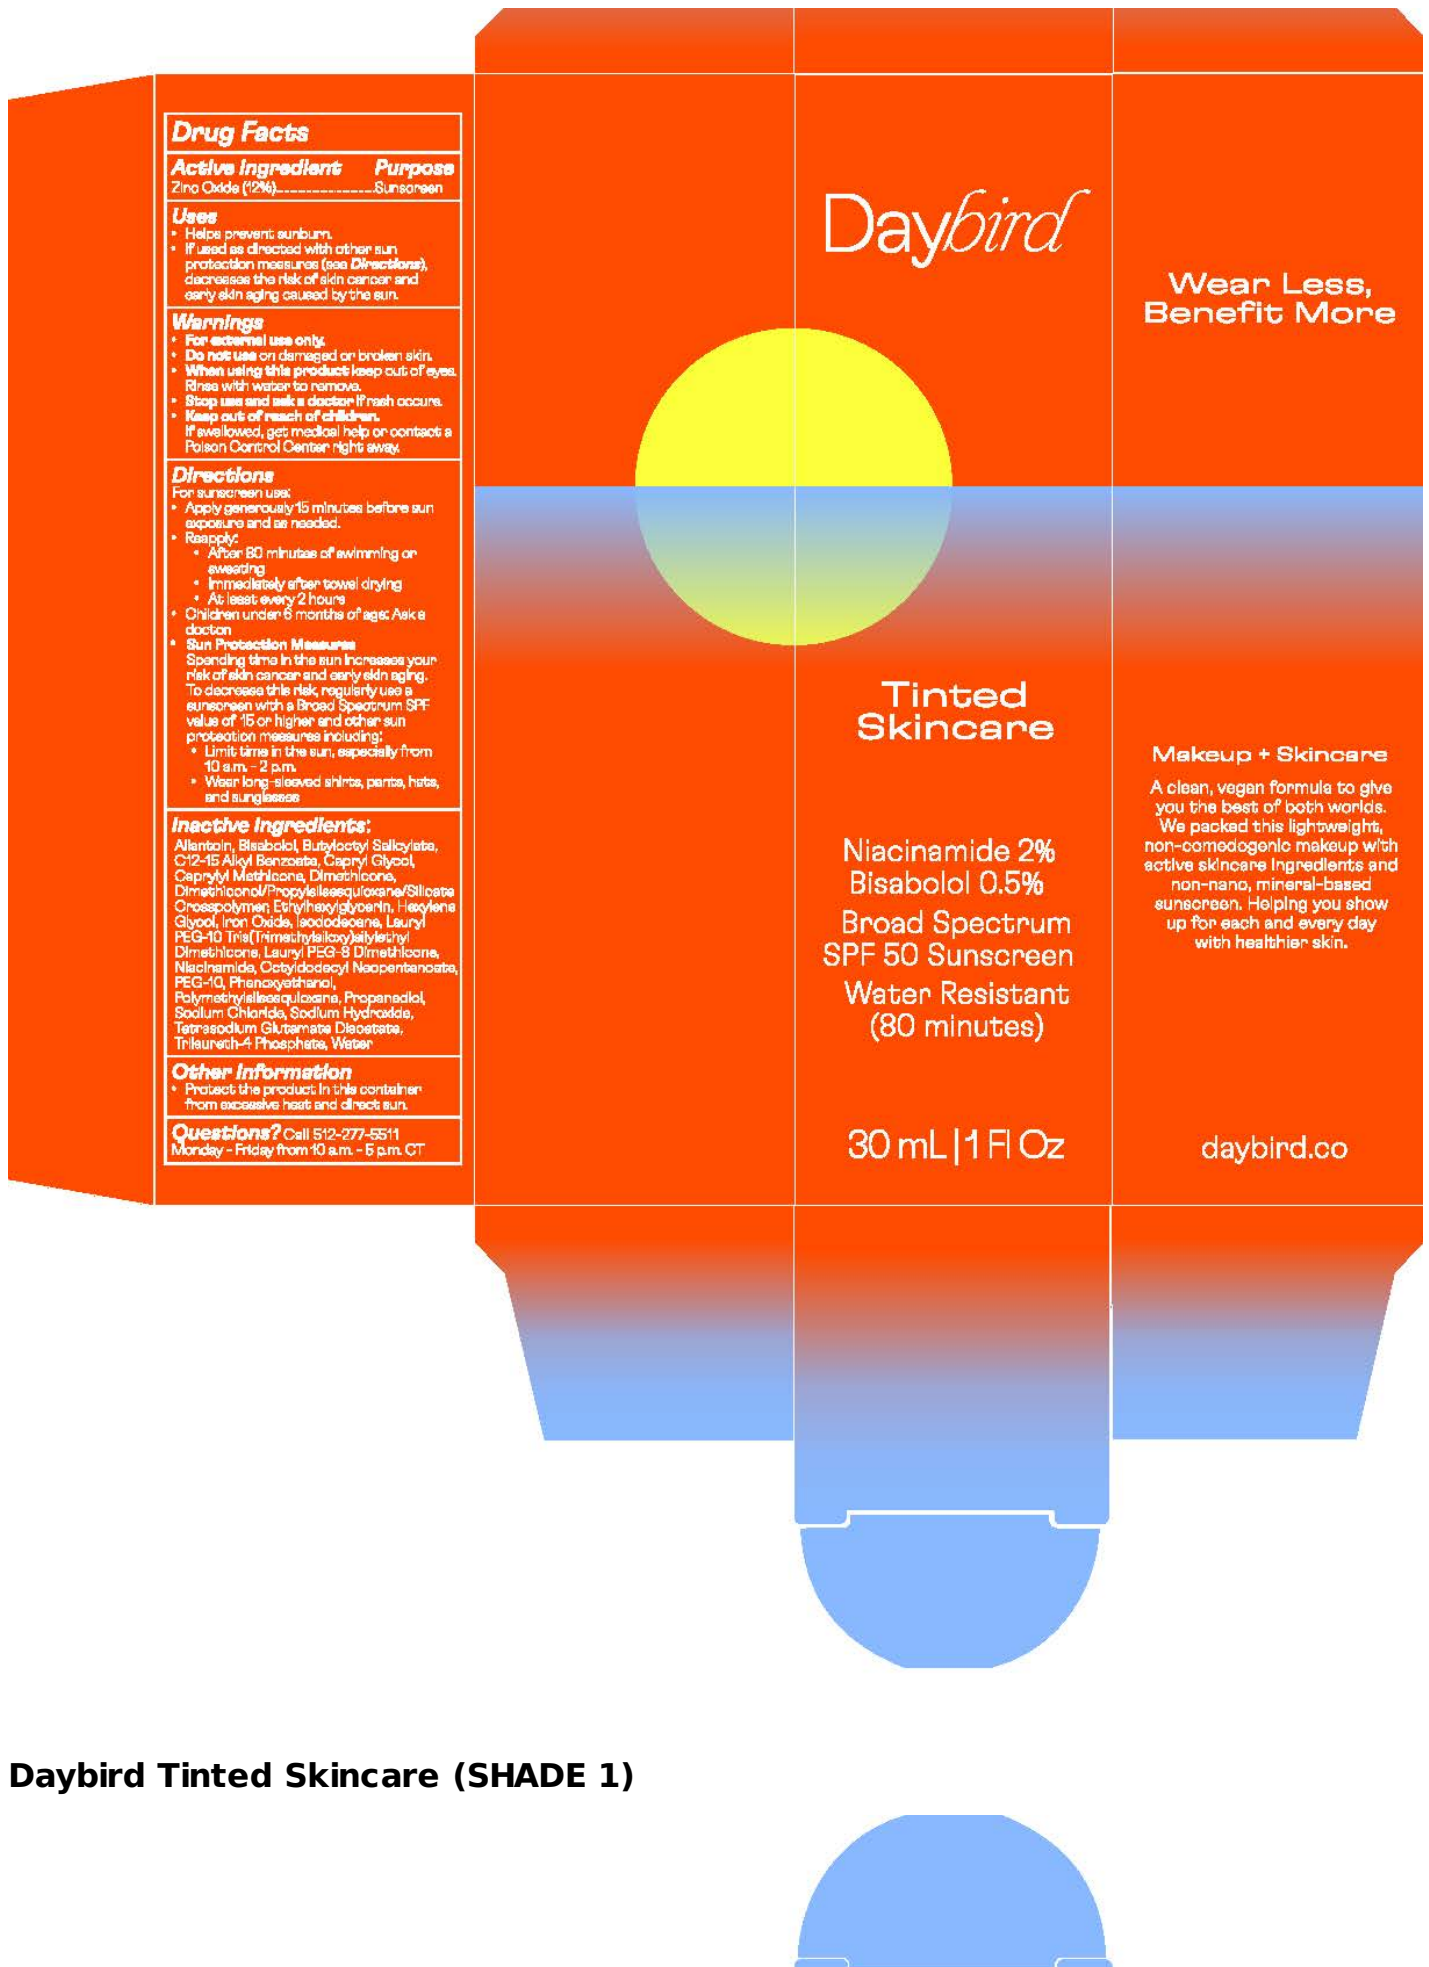 Drug Facts
Active Ingredient Purpose
Zinc Oxide (12%)....................Sunscreen
Uses
• Helps prevent sunburn.
• If used as directed with other sun
protection measures (see Directions),
decreases the risk of skin cancer and
early skin aging caused by the sun.
Warnings
• For external use only.
• Do not use on damaged or broken skin.
• When using this product keep out of eyes.
Rinse with water to remove.
• Stop use and ask a doctor if rash occurs.
• Keep out of reach of children.
If swallowed, get medical help or contact a
Poison Control Center right away.
Directions
For sunscreen use:
• Apply generously 15 minutes before sun
exposure and as needed.
• Reapply:
• After 80 minutes of swimming or
sweating
• Immediately after towel drying
• At least every 2 hours
• Children under 6 months of age: Ask a
doctor.
• Sun Protection Measures
Spending time in the sun increases your
risk of skin cancer and early skin aging.
To decrease this risk, regularly use a
sunscreen with a Broad Spectrum SPF
value of 15 or higher and other sun
protection measures including:
• Limit time in the sun, especially from
10 a.m. - 2 p.m.
• Wear long-sleeved shirts, pants, hats,
and sunglasses
Inactive Ingredients:
Allantoin, Bisabolol, Butyloctyl Salicylate,
C12-15 Alkyl Benzoate, Capryl Glycol,
Caprylyl Methicone, Dimethicone,
Dimethiconol/Propylsilsesquioxane/Silicate
Crosspolymer, Ethylhexylglycerin, Hexylene
Glycol, Iron Oxide, Isododecane, Lauryl
PEG-10 Tris(Trimethylsiloxy)silylethyl
Dimethicone, Lauryl PEG-8 Dimethicone,
Niacinamide, Octyldodecyl Neopentanoate,
PEG-10, Phenoxyethanol,
Polymethylsilsesquioxane, Propanediol,
Sodium Chloride, Sodium Hydroxide,
Tetrasodium Glutamate Diacetate,
Trilaureth-4 Phosphate, Water
Other Information
• Protect the product in this container
from excessive heat and direct sun.
Questions? Call 512-277-5511
Monday - Friday from 10 a.m. - 5 p.m. CT
Daybird
Tinted
Skincare
Niacinamide 2%
Bisabolol 0.5%
Broad Spectrum
SPF 50 Sunscreen
Water Resistant
(80 minutes)
30 mL | 1 Fl Oz
Wear Less,
Benefit More
Makeup + Skincare
A clean, vegan formula to give
you the best of both worlds.
We packed this lightweight,
non-comedogenic makeup with
active skincare ingredients and
non-nano, mineral-based
sunscreen. Helping you show
up for each and every day
with healthier skin.
daybird.co
Daybird Tinted Skincare (SHADE 1)